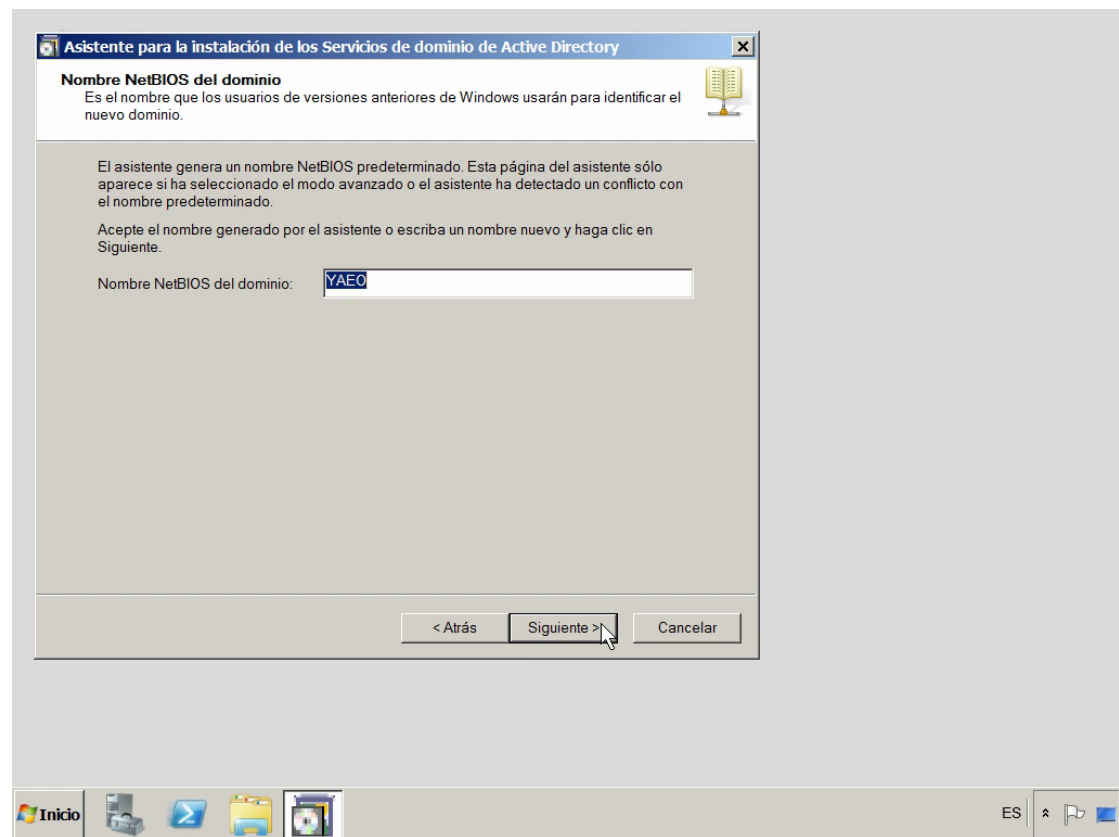 Asistente para la instalación de los Servicios de dominio de Active Directory
Nombre NetBIOS del dominio
Es el nombre que los usuarios de versiones anteriores de Windows usarán para identificar el
nuevo dominio.
El asistente genera un nombre NetBIOS predeterminado. Esta página del asistente sólo
aparece si ha seleccionado el modo avanzado o el asistente ha detectado un conflicto con
el nombre predeterminado.
Acepte el nombre generado por el asistente o escriba un nombre nuevo y haga clic en
Siguiente.
Nombre NetBIOS del dominio: YAEO
< Atrás Siguiente > Cancelar
Inicio ES